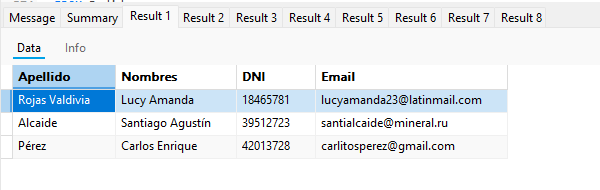 Message Summary Result 1 Result 2 Result 3 Result 4 Result 5 Result 6 Result 7 Result 8
Data Info
Apellido Nombres DNI Email
Rojas Valdivia Lucy Amanda 18465781 lucyamanda23@latinmail.com
Alcaide Santiago Agustín 39512723 santialcaide@mineral.ru
Pérez Carlos Enrique 42013728 carlitosperez@gmail.com